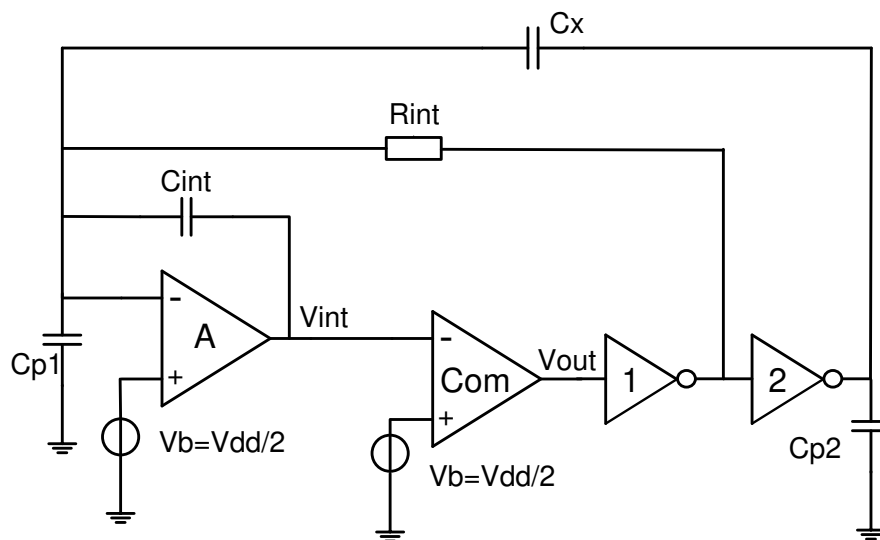 Cx
Rint
Cint
-
A
+
Cp1
Vb=Vdd/2
Vint
-
Com
+
Vb=Vdd/2
Vout
1
2
Cp2